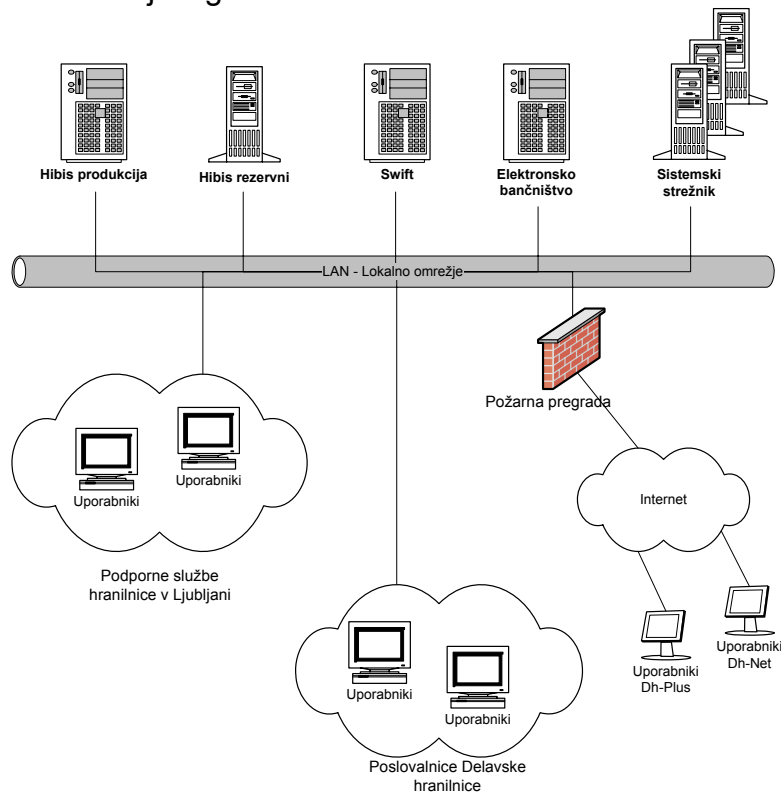 Hibis produkcija
Hibis rezervni
Swift
Elektronsko
bančništvo
Sistemski
strežnik
LAN - Lokalno omrežje
Požarna pregrada
Uporabniki
Uporabniki
Internet
Podporne službe
hranilnice v Ljubljani
Uporabniki
Dh-Net
Uporabniki
Dh-Plus
Uporabniki
Uporabniki
Poslovalnice Delavske
hranilnice